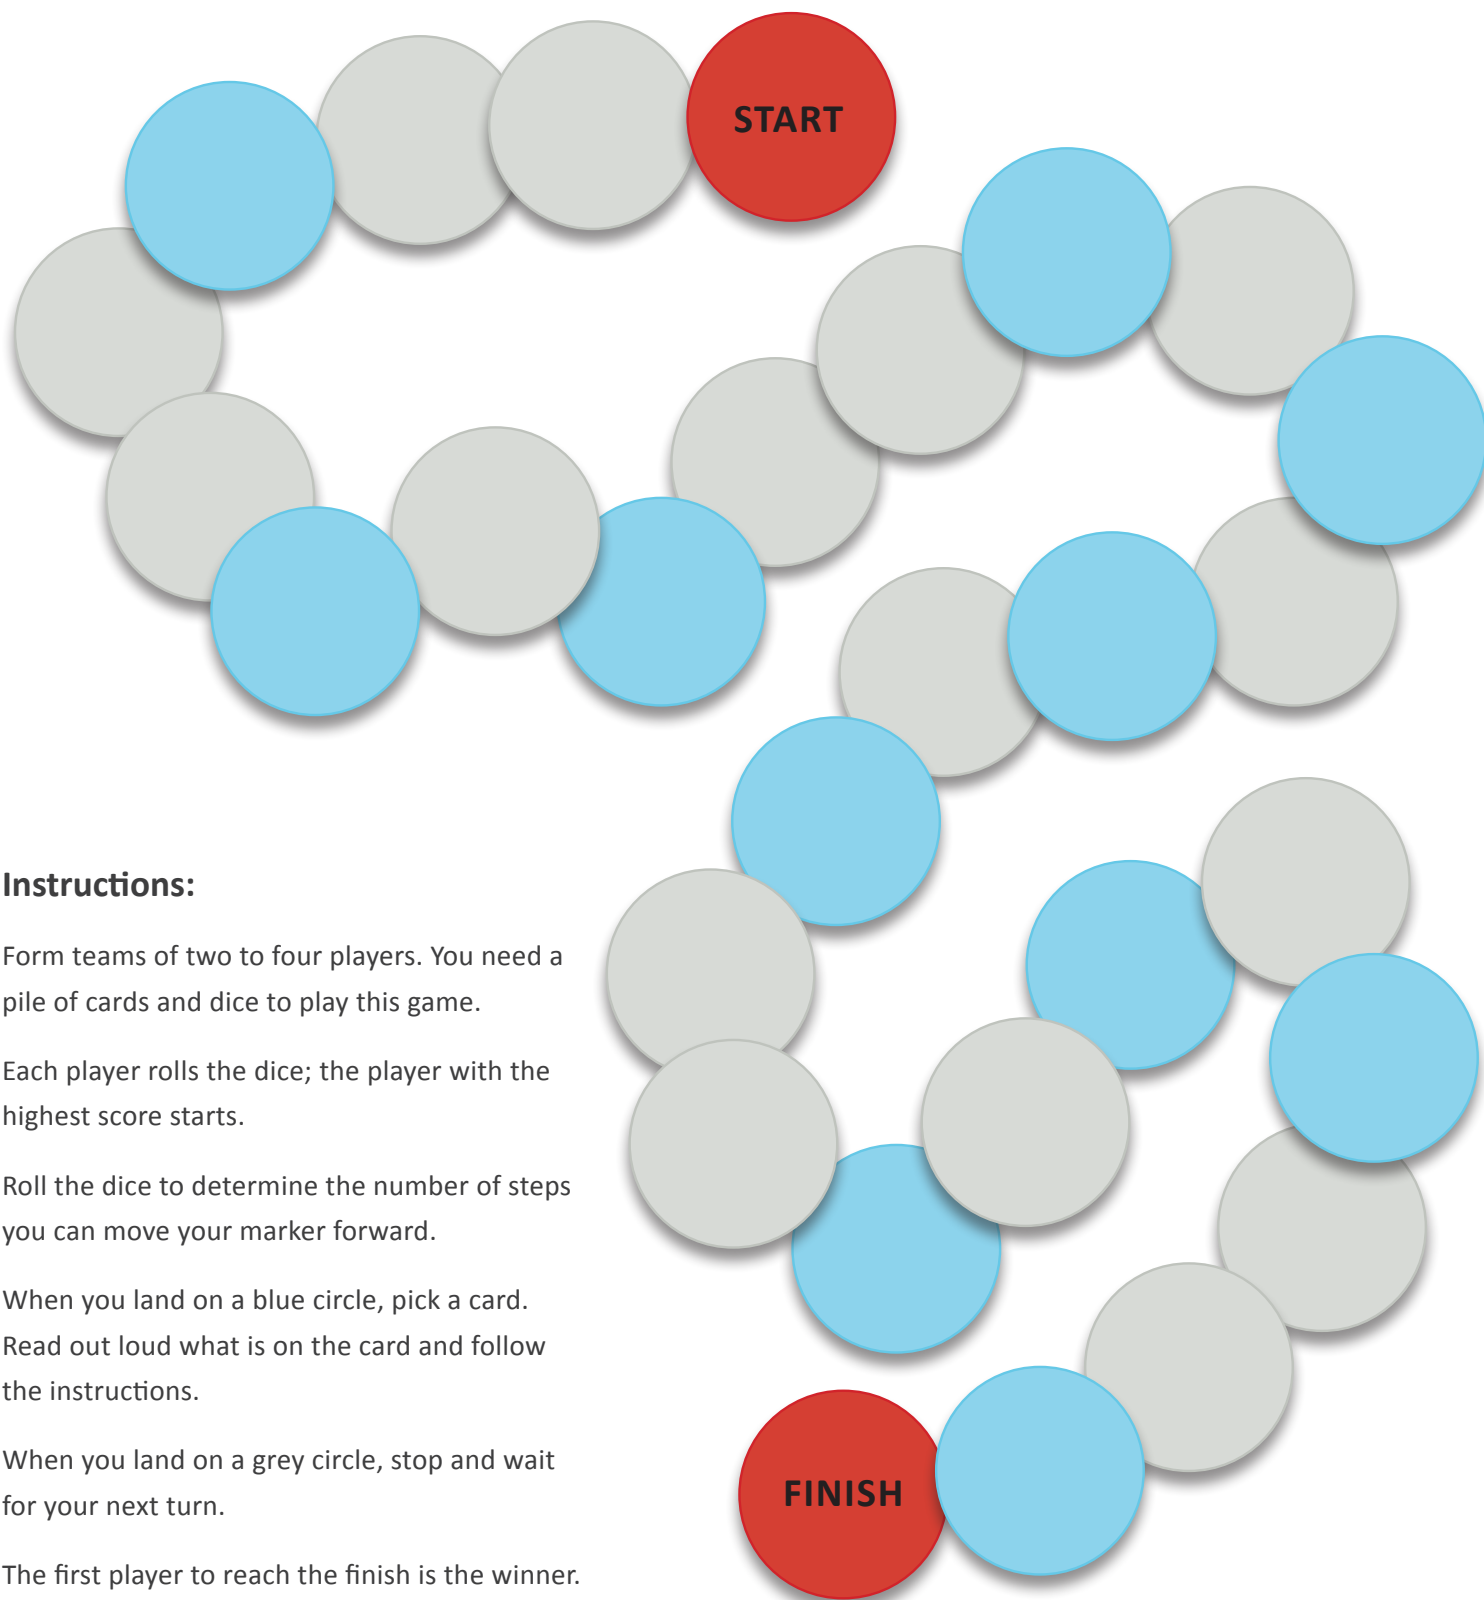 START
Instructions:
Form teams of two to four players. You need a
pile of cards and dice to play this game.
Each player rolls the dice; the player with the
highest score starts.
Roll the dice to determine the number of steps
you can move your marker forward.
When you land on a blue circle, pick a card.
Read out loud what is on the card and follow
the instructions.
When you land on a grey circle, stop and wait
for your next turn.
The first player to reach the finish is the winner.
FINISH